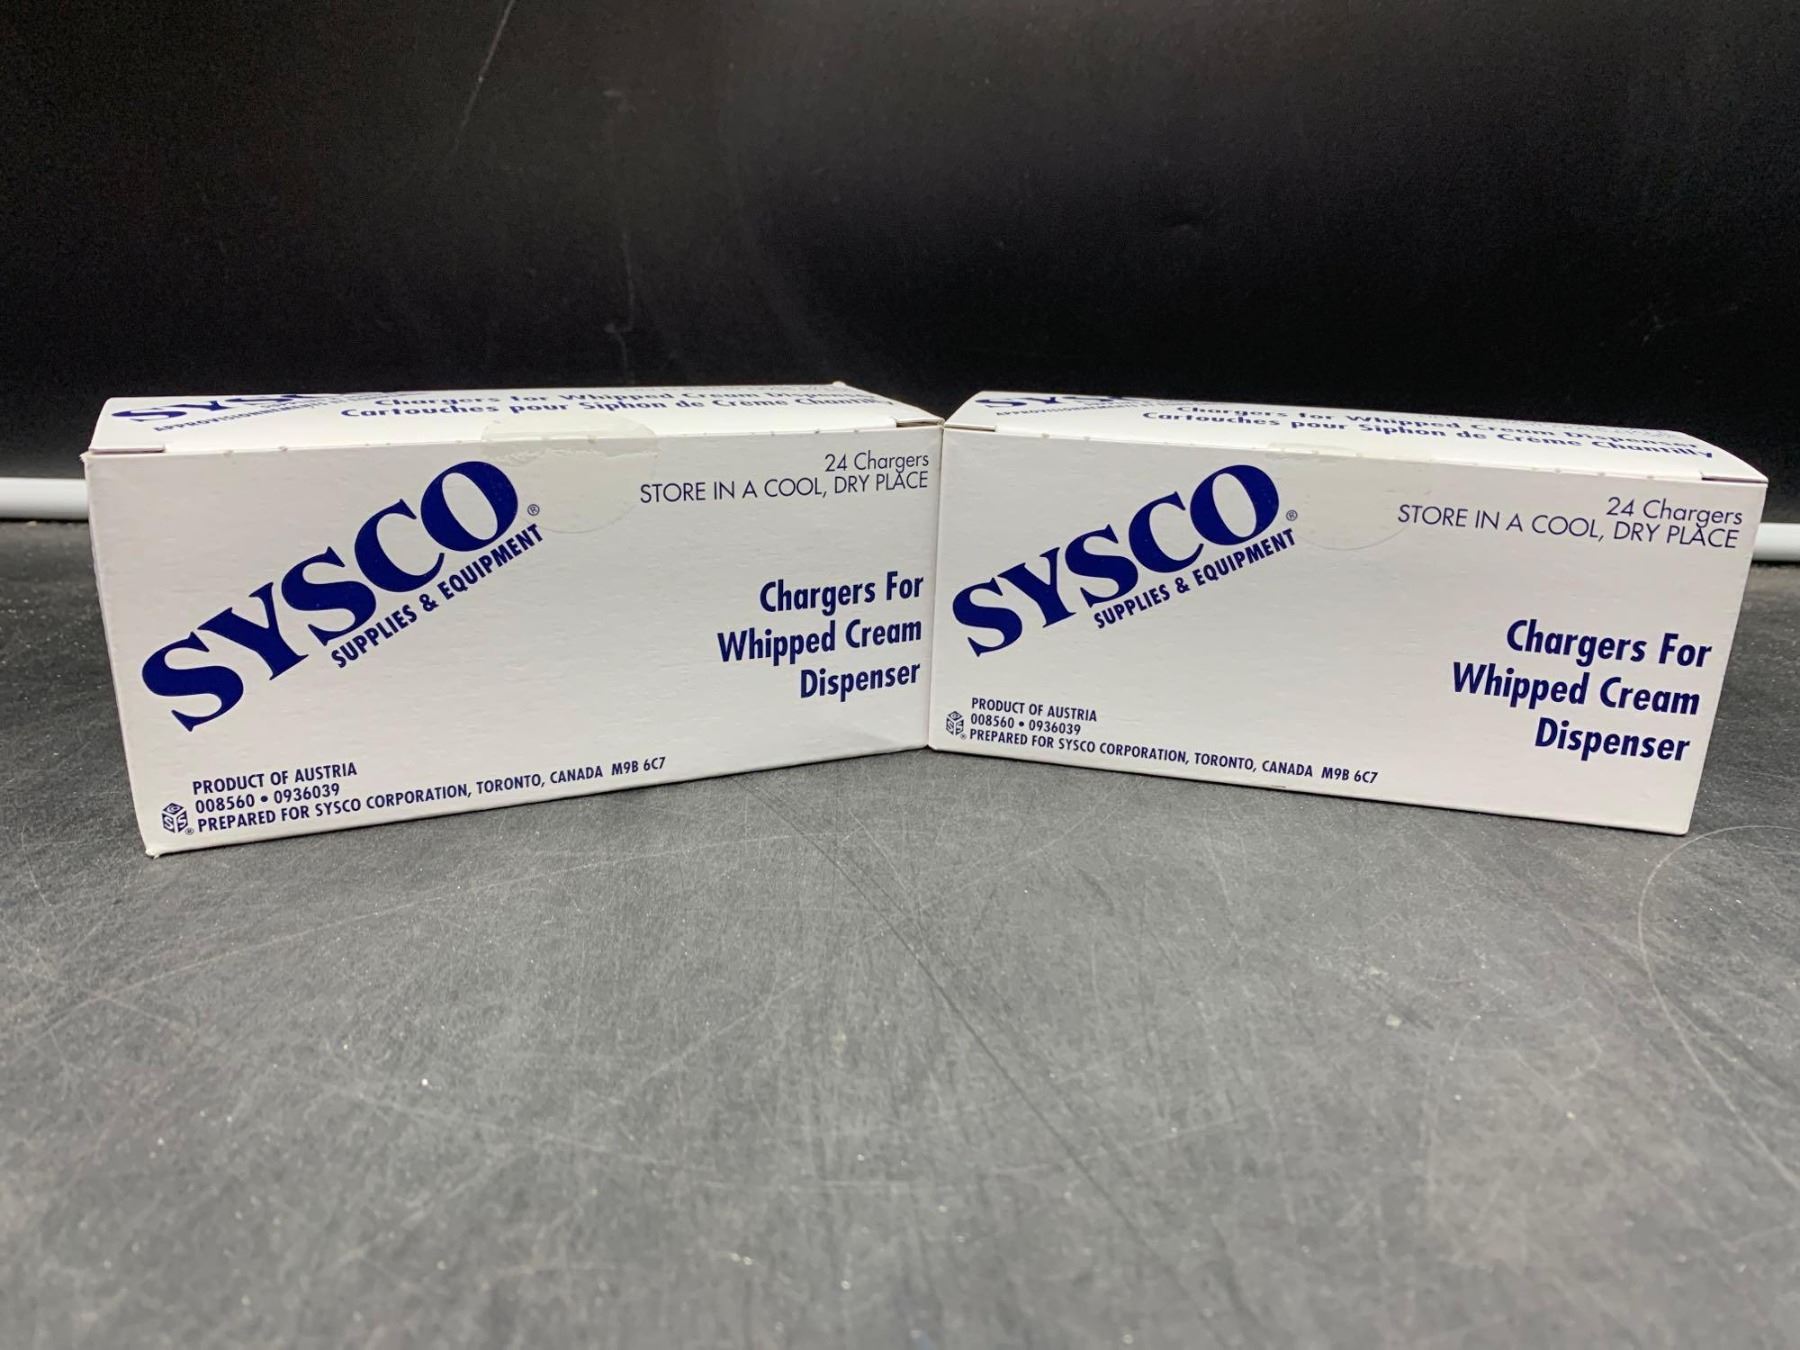 Chargers for Whipped Cream
Cartouches pour Siphon de Crème Chantilly
SYSCO®
SUPPLIES & EQUIPMENT
24 Chargers
STORE IN A COOL, DRY PLACE
Chargers For
Whipped Cream
Dispenser
PRODUCT OF AUSTRIA
008560 • 0936039
PREPARED FOR SYSCO CORPORATION, TORONTO, CANADA M9B 6C7
Chargers for Whipped Cream Dispenser
Cartouches pour Siphon de Crème Chantilly
SYSCO®
SUPPLIES & EQUIPMENT
24 Chargers
STORE IN A COOL, DRY PLACE
Chargers For
Whipped Cream
Dispenser
PRODUCT OF AUSTRIA
008560 • 0936039
PREPARED FOR SYSCO CORPORATION, TORONTO, CANADA M9B 6C7